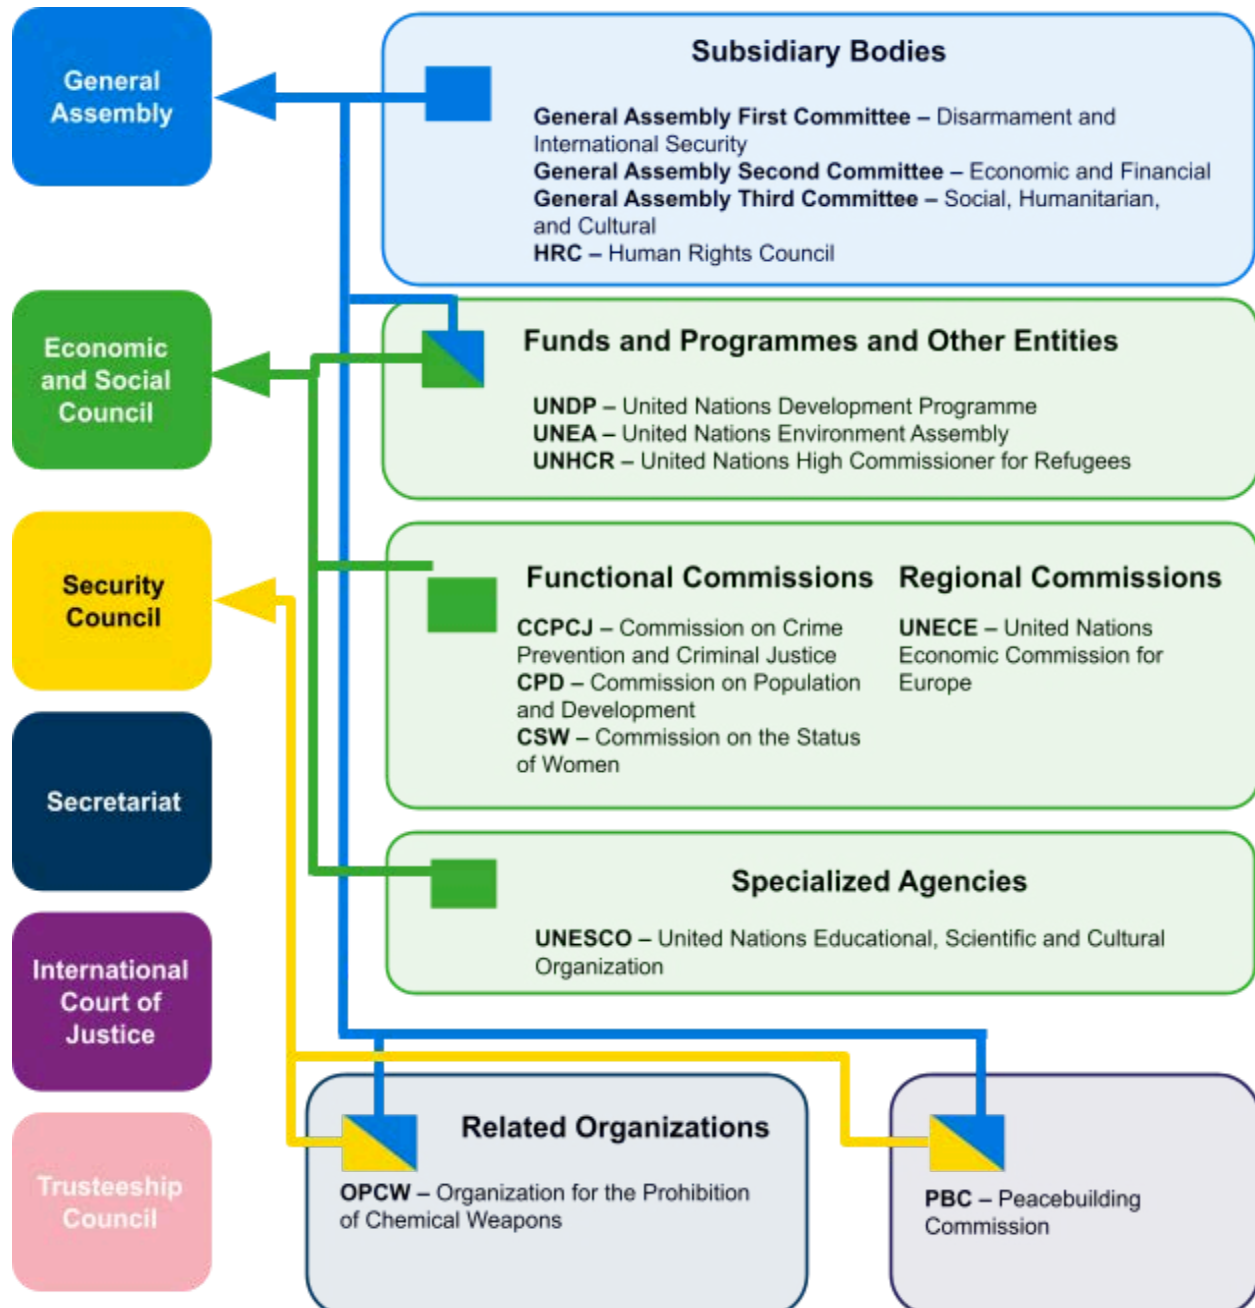 General
Assembly
Subsidiary Bodies
General Assembly First Committee – Disarmament and
International Security
General Assembly Second Committee – Economic and Financial
General Assembly Third Committee – Social, Humanitarian,
and Cultural
HRC – Human Rights Council
Economic
and Social
Council
Funds and Programmes and Other Entities
UNDP – United Nations Development Programme
UNEA – United Nations Environment Assembly
UNHCR – United Nations High Commissioner for Refugees
Security
Council
Functional Commissions
CCPCJ – Commission on Crime
Prevention and Criminal Justice
CPD – Commission on Population
and Development
CSW – Commission on the Status
of Women
Regional Commissions
UNECE – United Nations
Economic Commission for
Europe
Secretariat
Specialized Agencies
UNESCO – United Nations Educational, Scientific and Cultural
Organization
International
Court of
Justice
Trusteeship
Council
Related Organizations
OPCW – Organization for the Prohibition
of Chemical Weapons
PBC – Peacebuilding
Commission